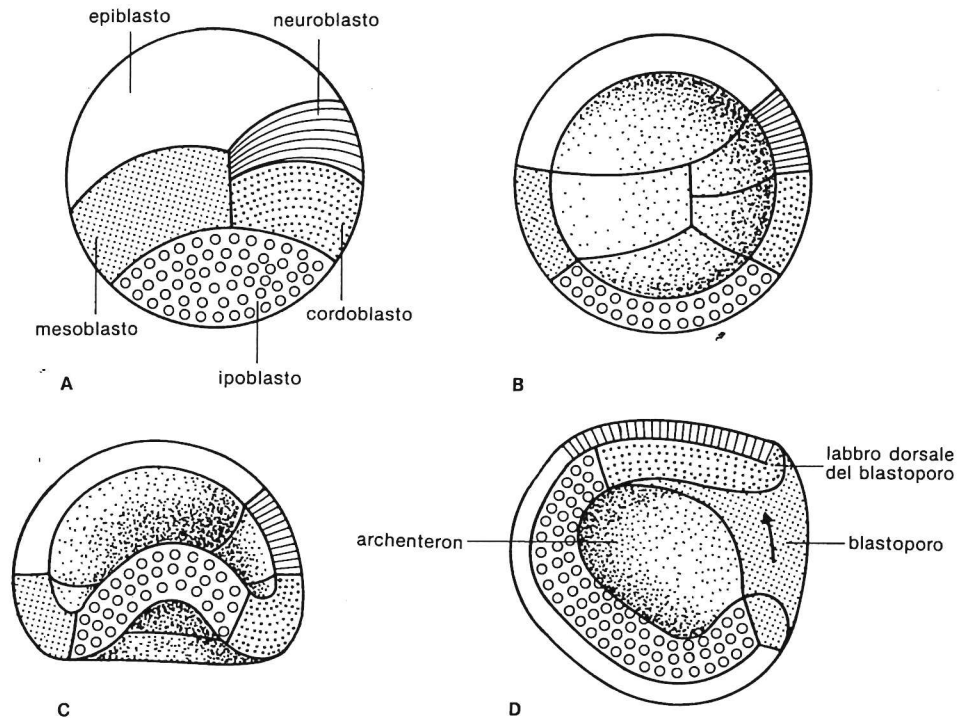 epiblasto
neuroblasto
mesoblasto
cordoblasto
ipoblasto
A
B
labbro dorsale
del blastoporo
archenteron
blastoporo
C
D